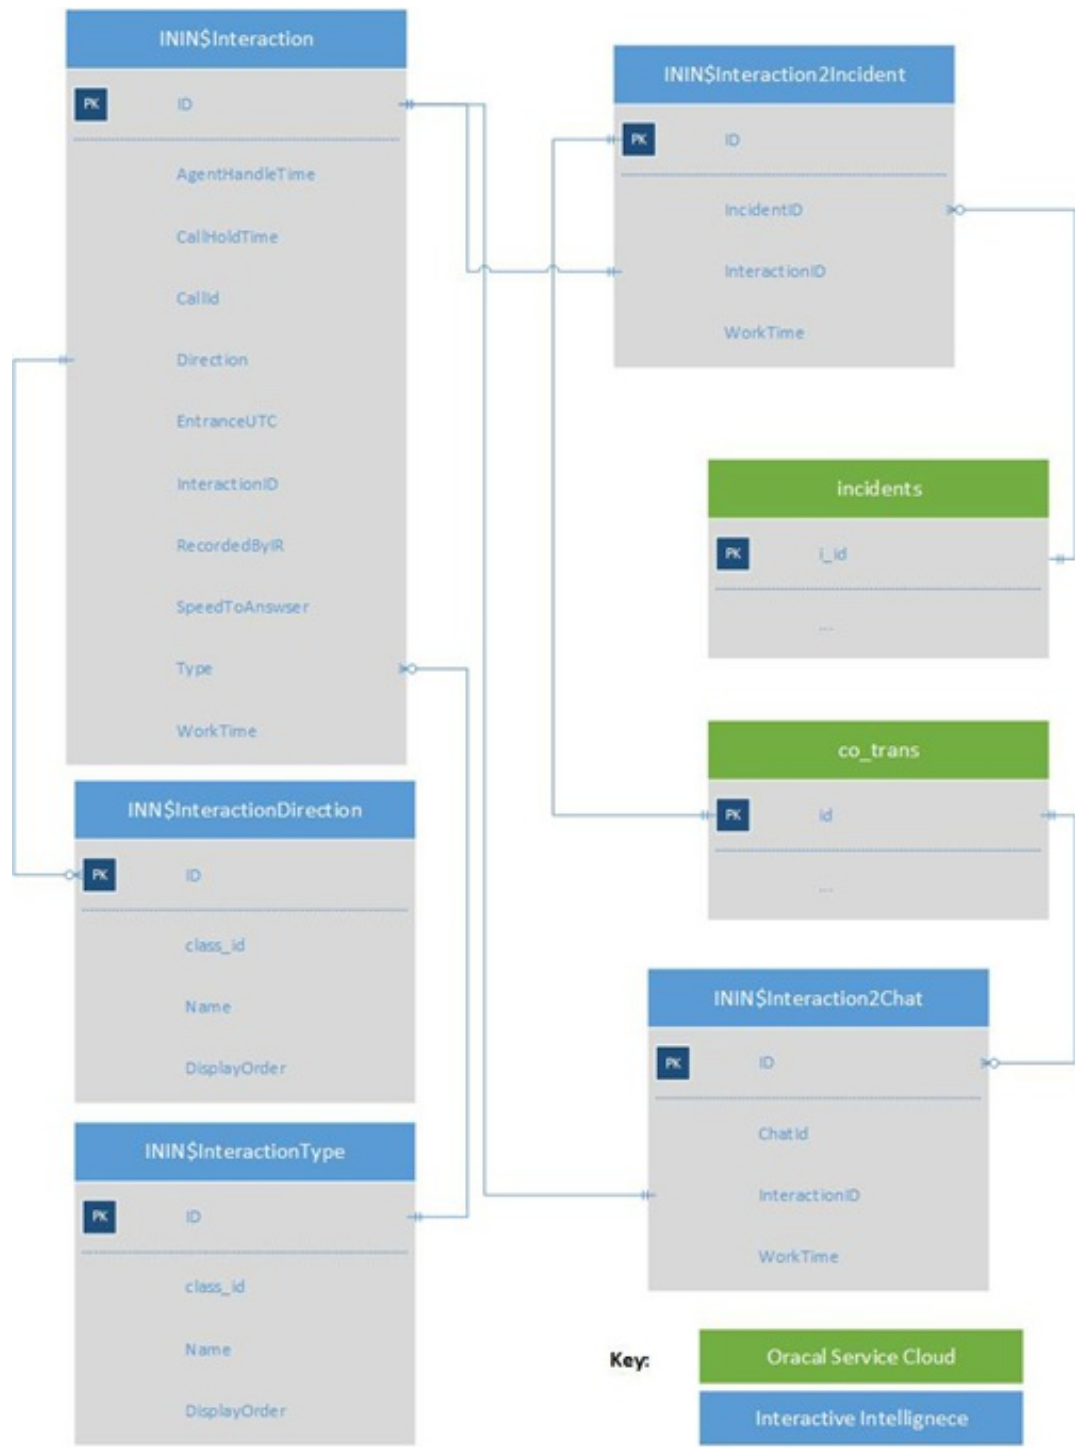 ININ$Interaction
PK ID
AgentHandleTime
CallHoldTime
CallId
Direction
EntranceUTC
InteractionID
RecordedByIR
SpeedToAnswser
Type
WorkTime
INN$InteractionDirection
PK ID
class_id
Name
DisplayOrder
ININ$InteractionType
PK ID
class_id
Name
DisplayOrder
ININ$Interaction2Incident
PK ID
IncidentID
InteractionID
WorkTime
incidents
PK i_id
...
co_trans
PK id
...
ININ$Interaction2Chat
PK ID
ChatId
InteractionID
WorkTime
Key:
Oracal Service Cloud
Interactive Intellignece